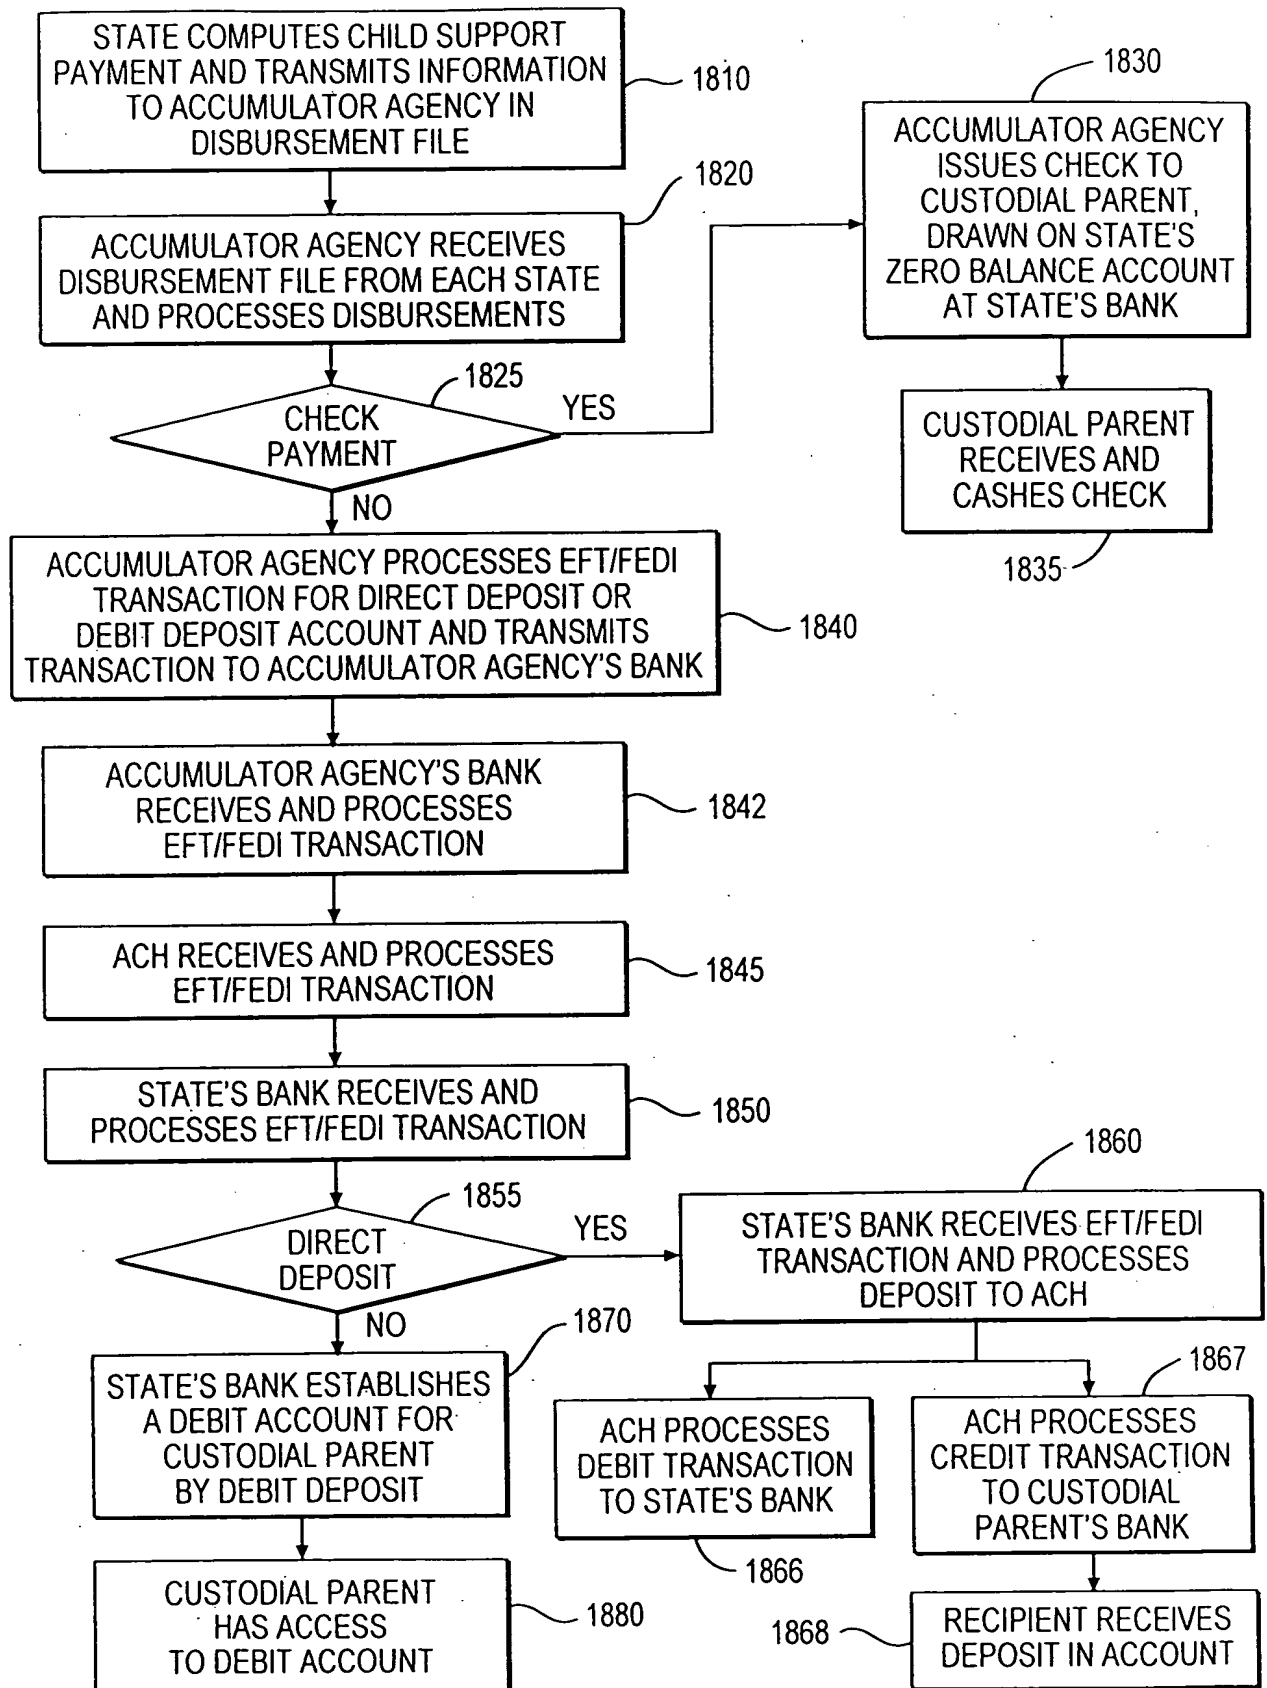 STATE COMPUTES CHILD SUPPORT
PAYMENT AND TRANSMITS INFORMATION
TO ACCUMULATOR AGENCY IN
DISBURSEMENT FILE
1810
ACCUMULATOR AGENCY RECEIVES
DISBURSEMENT FILE FROM EACH STATE
AND PROCESSES DISBURSEMENTS
1820
CHECK
PAYMENT
1825
YES
NO
1830
ACCUMULATOR AGENCY
ISSUES CHECK TO
CUSTODIAL PARENT,
DRAWN ON STATE'S
ZERO BALANCE ACCOUNT
AT STATE'S BANK
CUSTODIAL PARENT
RECEIVES AND
CASHES CHECK
1835
ACCUMULATOR AGENCY PROCESSES EFT/FEDI
TRANSACTION FOR DIRECT DEPOSIT OR
DEBIT DEPOSIT ACCOUNT AND TRANSMITS
TRANSACTION TO ACCUMULATOR AGENCY'S BANK
1840
ACCUMULATOR AGENCY'S BANK
RECEIVES AND PROCESSES
EFT/FEDI TRANSACTION
1842
ACH RECEIVES AND PROCESSES
EFT/FEDI TRANSACTION
1845
STATE'S BANK RECEIVES AND
PROCESSES EFT/FEDI TRANSACTION
1850
DIRECT
DEPOSIT
1855
YES
NO
1860
STATE'S BANK RECEIVES EFT/FEDI
TRANSACTION AND PROCESSES
DEPOSIT TO ACH
1870
STATE'S BANK ESTABLISHES
A DEBIT ACCOUNT FOR
CUSTODIAL PARENT
BY DEBIT DEPOSIT
ACH PROCESSES
DEBIT TRANSACTION
TO STATE'S BANK
1866
1867
ACH PROCESSES
CREDIT TRANSACTION
TO CUSTODIAL
PARENT'S BANK
CUSTODIAL PARENT
HAS ACCESS
TO DEBIT ACCOUNT
1880
1868
RECIPIENT RECEIVES
DEPOSIT IN ACCOUNT